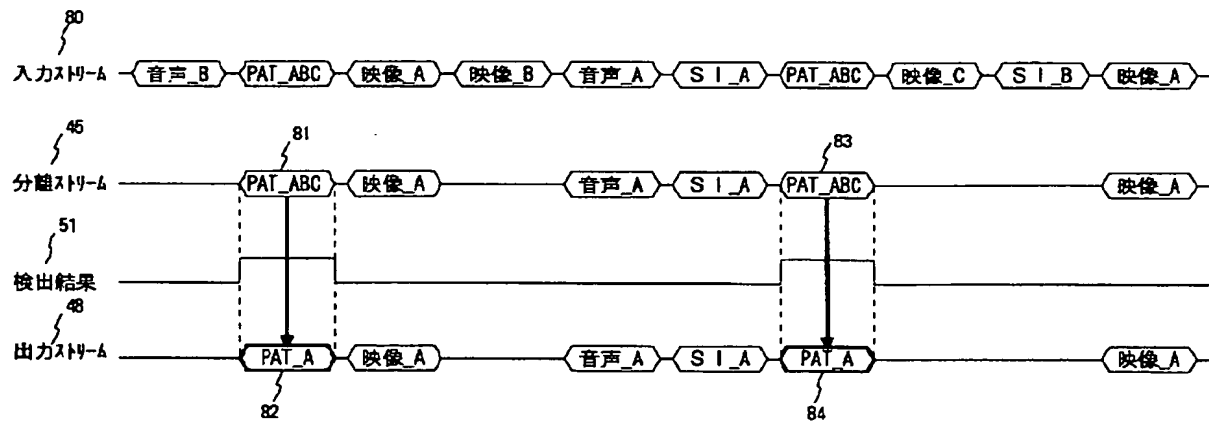 80
入力ストリーム 音声_B PAT_ABC 映像_A 映像_B 音声_A SI_A PAT_ABC 映像_C SI_B 映像_A
45 81 83
分離ストリーム PAT_ABC 映像_A 音声_A SI_A PAT_ABC 映像_A
51
検出結果
48
出力ストリーム PAT_A 映像_A 音声_A SI_A PAT_A 映像_A
82 84